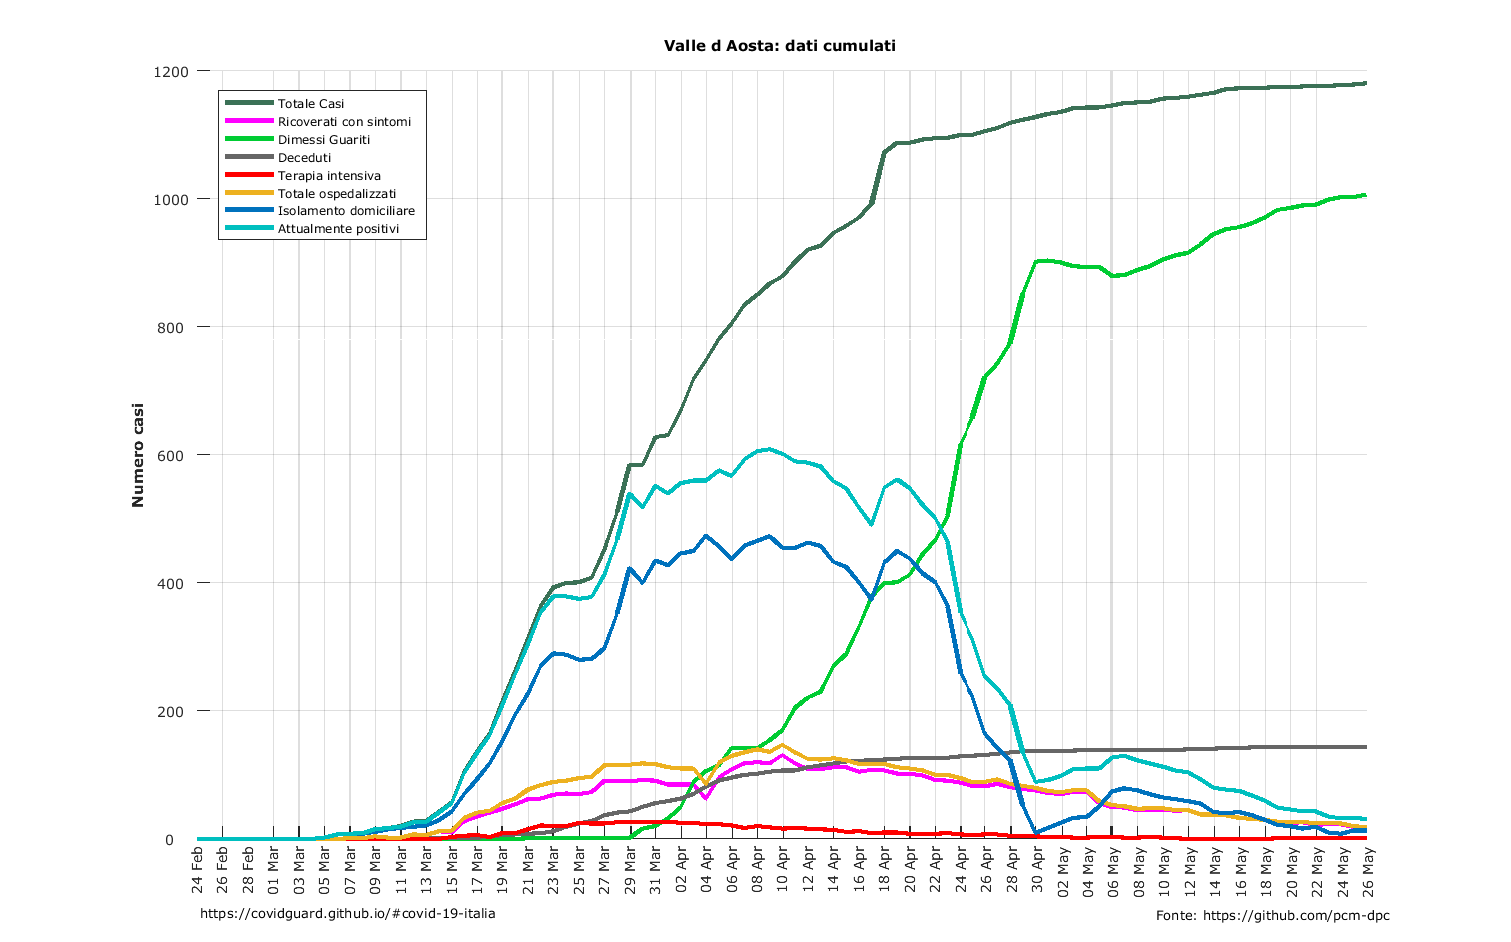 Valle d Aosta: dati cumulati
Numero casi
1200
1000
800
600
400
200
0
Totale Casi
Ricoverati con sintomi
Dimessi Guariti
Deceduti
Terapia intensiva
Totale ospedalizzati
Isolamento domiciliare
Attualmente positivi
24 Feb
26 Feb
28 Feb
01 Mar
03 Mar
05 Mar
07 Mar
09 Mar
11 Mar
13 Mar
15 Mar
17 Mar
19 Mar
21 Mar
23 Mar
25 Mar
27 Mar
29 Mar
31 Mar
02 Apr
04 Apr
06 Apr
08 Apr
10 Apr
12 Apr
14 Apr
16 Apr
18 Apr
20 Apr
22 Apr
24 Apr
26 Apr
28 Apr
30 Apr
02 May
04 May
06 May
08 May
10 May
12 May
14 May
16 May
18 May
20 May
22 May
24 May
26 May
https://covidguard.github.io/#covid-19-italia
Fonte: https://github.com/pcm-dpc